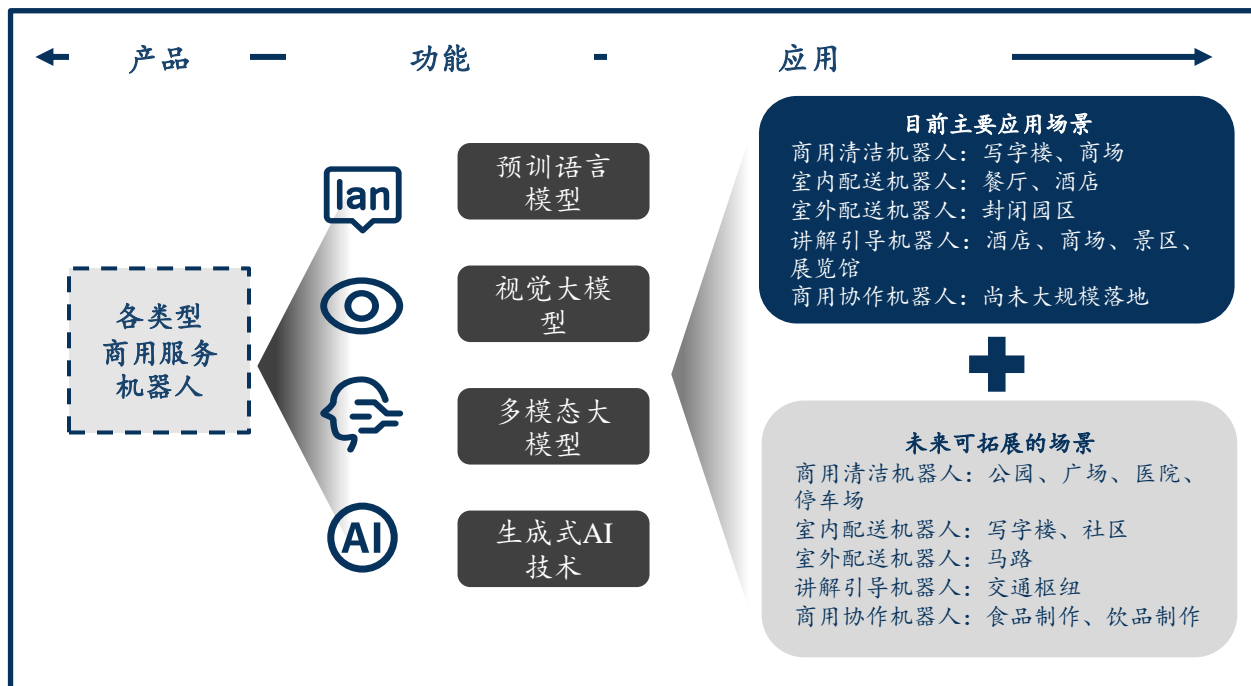 产品
功能
应用
各类型
商用服务
机器人
lan
AI
预训语言
模型
视觉大模
型
多模态大
模型
生成式AI
技术
目前主要应用场景
商用清洁机器人：写字楼、商场
室内配送机器人：餐厅、酒店
室外配送机器人：封闭园区
讲解引导机器人：酒店、商场、景区、
展览馆
商用协作机器人：尚未大规模落地
未来可拓展的场景
商用清洁机器人：公园、广场、医院、
停车场
室内配送机器人：写字楼、社区
室外配送机器人：马路
讲解引导机器人：交通枢纽
商用协作机器人：食品制作、饮品制作